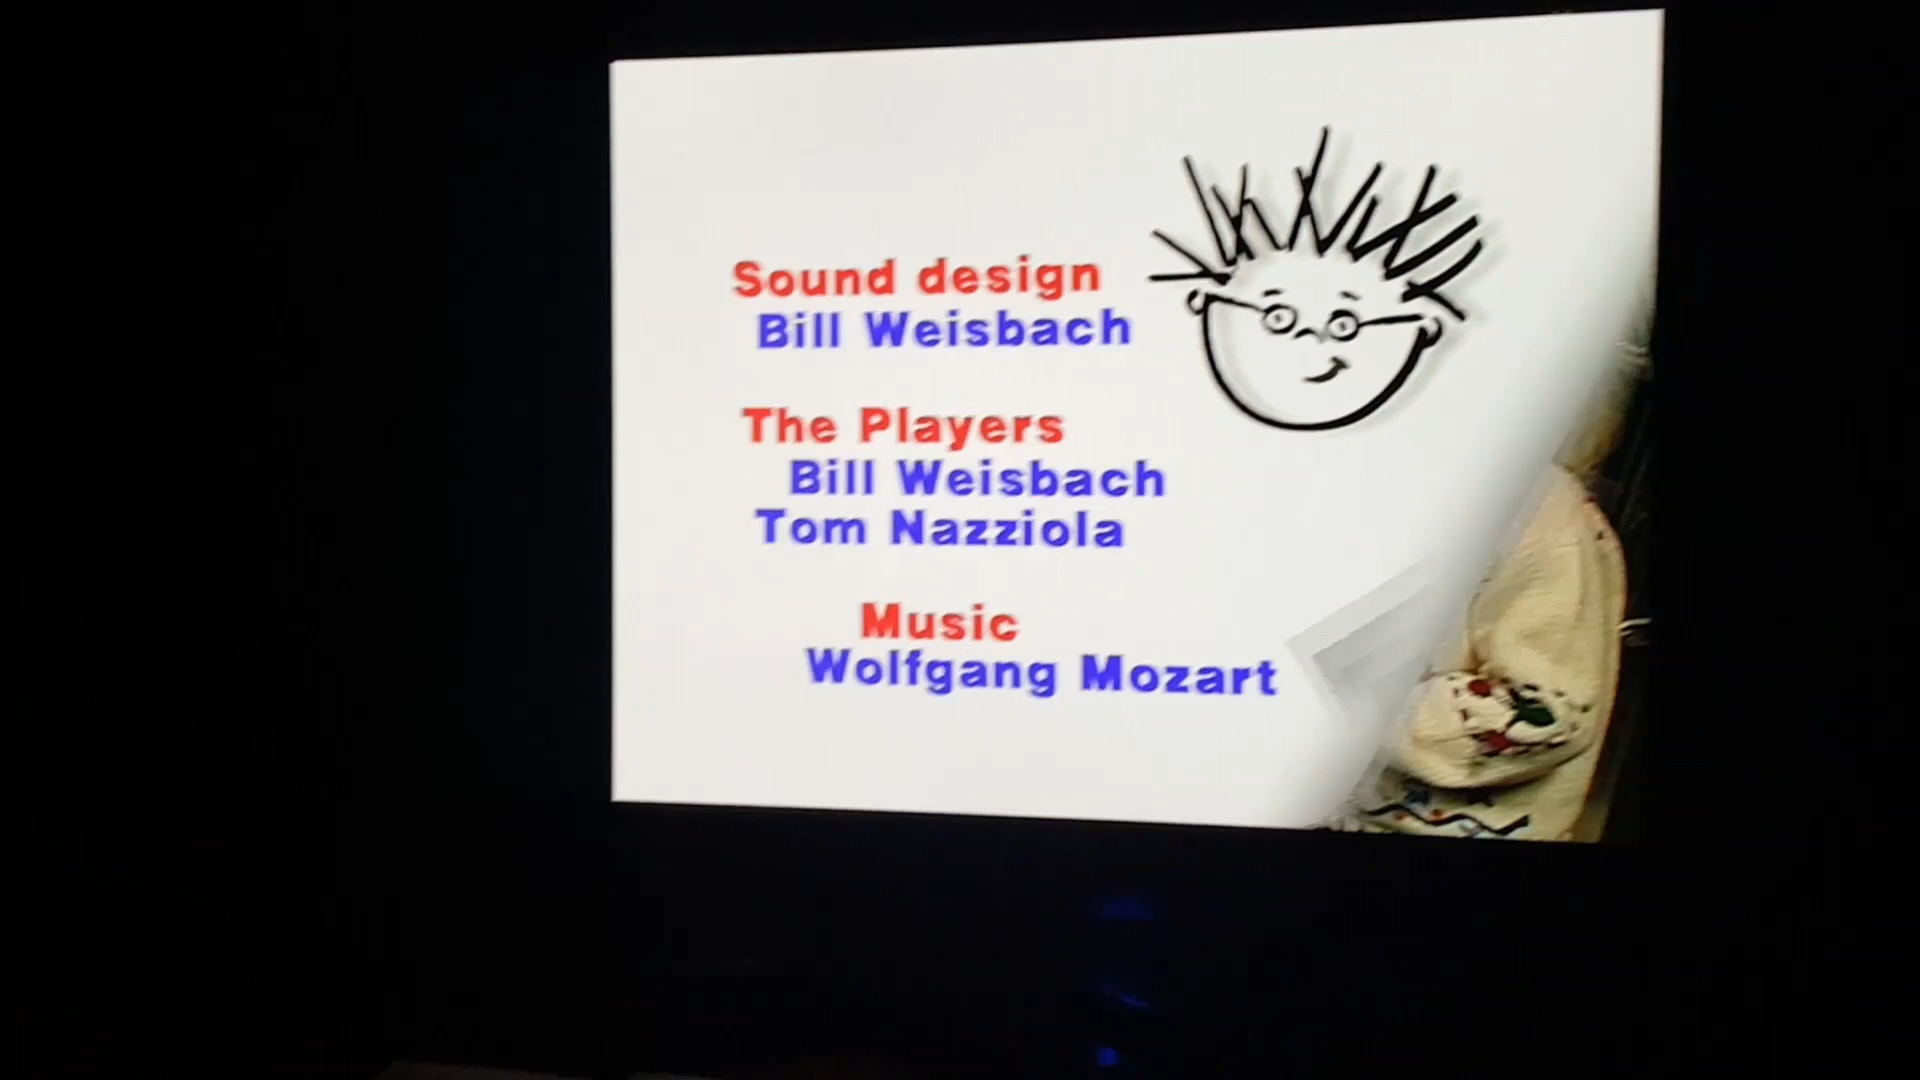 Sound design
Bill Weisbach
The Players
Bill Weisbach
Tom Nazziola
Music
Wolfgang Mozart